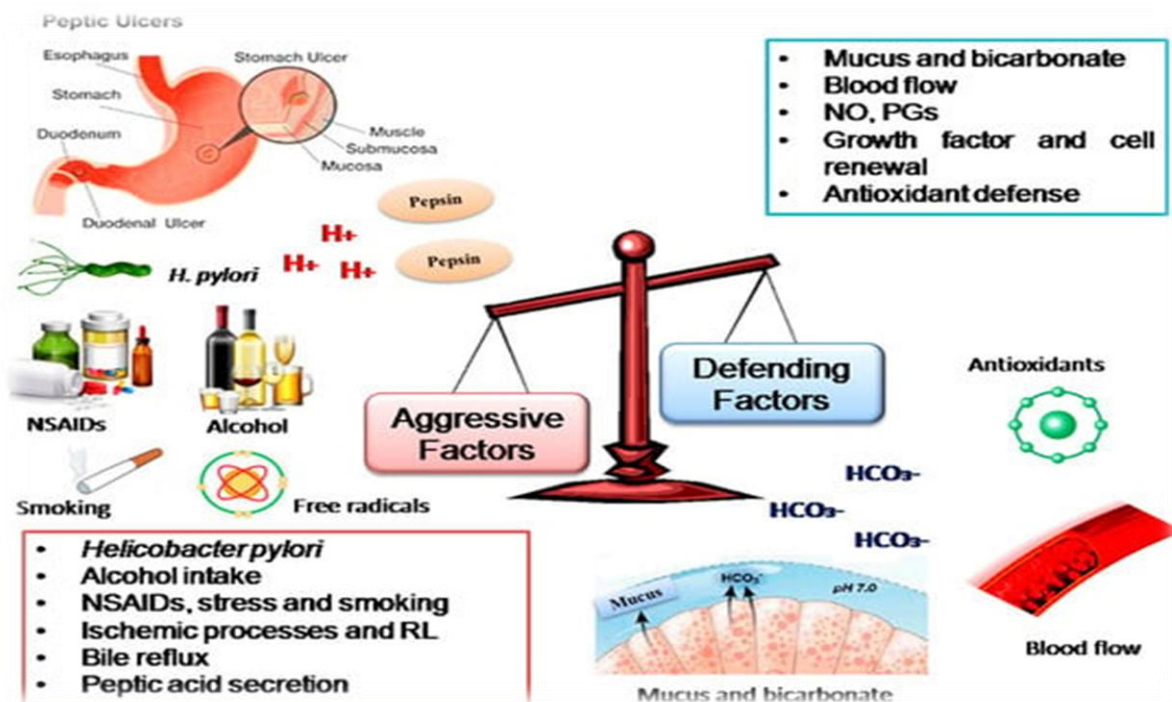 Peptic Ulcers
Esophagus
Stomach Ulcer
Stomach
Duodenum
Muscle
Submucosa
Mucosa
Duodenal Ulcer
Pepsin
Pepsin
H+
H+
H+
H. pylori
NSAIDs
Alcohol
Smoking
Free radicals
• Helicobacter pylori
• Alcohol intake
• NSAIDs, stress and smoking
• Ischemic processes and RL
• Bile reflux
• Peptic acid secretion
Aggressive
Factors
Defending
Factors
• Mucus and bicarbonate
• Blood flow
• NO, PGs
• Growth factor and cell
renewal
• Antioxidant defense
Antioxidants
HCO₃-
HCO₃-
HCO₃-
Mucus
HCO₃⁻
pH 7.0
Mucus and bicarbonate
Blood flow